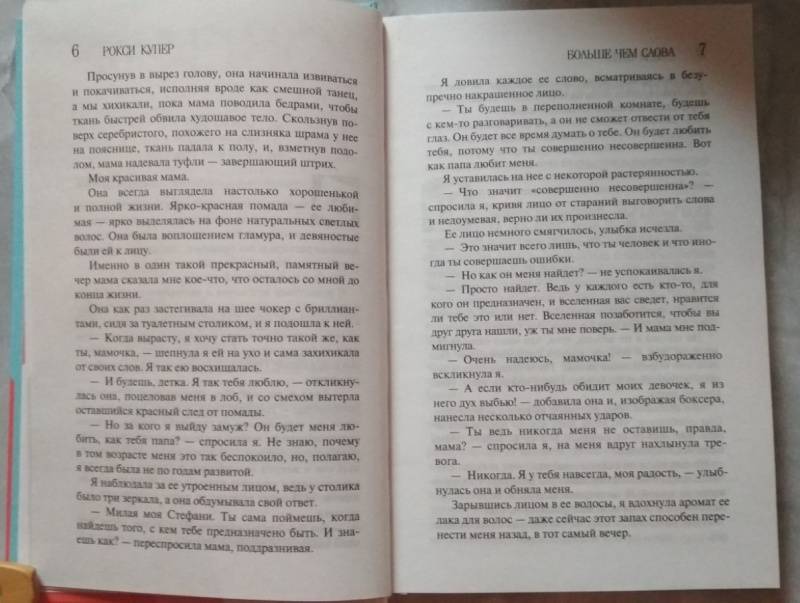 6 РОКСИ КУПЕР
Просунув в вырез голову, она начинала извиваться
и покачиваться, исполняя вроде как смешной танец,
а мы хихикали, пока мама поводила бедрами, чтобы
ткань быстрей обвила худощавое тело. Скользнув по-
верх серебристого, похожего на слизняка шрама у нее
на пояснице, ткань падала к полу, и, взметнув подо-
лом, мама надевала туфли — завершающий штрих.
Моя красивая мама.
Она всегда выглядела настолько хорошенькой
и полной жизни. Ярко-красная помада — ее люби-
мая — ярко выделялась на фоне натуральных светлых
волос. Она была воплощением гламура, и девяностые
были ей к лицу.
Именно в один такой прекрасный, памятный ве-
чер мама сказала мне кое-что, что осталось со мной до
конца жизни.
Она как раз застегивала на шее чокер с бриллиан-
тами, сидя за туалетным столиком, и я подошла к ней.
— Когда вырасту, я хочу стать точно такой же, как
ты, мамочка, — шепнула я ей на ухо и сама захихикала
от своих слов. Я так ею восхищалась.
— И будешь, детка. Я так тебя люблю, — откликну-
лась она, поцеловав меня в лоб, и со смехом вытерла
оставшийся красный след от помады.
— Но за кого я выйду замуж? Он будет меня лю-
бить, как тебя папа? — спросила я. Не знаю, почему
в том возрасте меня это так беспокоило, но, полагаю,
я всегда была не по годам развитой.
Я наблюдала за ее утроенным лицом, ведь у столика
было три зеркала, а она обдумывала свой ответ.
— Милая моя Стефани. Ты сама поймешь, когда
найдешь того, с кем тебе предназначено быть. И зна-
ешь как? — переспросила мама, поддразнивая.
БОЛЬШЕ ЧЕМ СЛОВА 7
Я ловила каждое ее слово, всматриваясь в безу-
пречно накрашенное лицо.
— Ты будешь в переполненной комнате, будешь
с кем-то разговаривать, а он не сможет отвести от тебя
глаз. Он будет все время думать о тебе. Он будет любить
тебя, потому что ты совершенно несовершенна. Вот
как папа любит меня.
Я уставилась на нее с некоторой растерянностью.
— Что значит «совершенно несовершенна»? —
спросила я, кривя лицо от стараний выговорить слова
и недоумевая, верно ли их произнесла.
Ее лицо немного смягчилось, улыбка исчезла.
— Это значит всего лишь, что ты человек и что ино-
гда ты совершаешь ошибки.
— Но как он меня найдет? — не успокаивалась я.
— Просто найдет. Ведь у каждого есть кто-то, для
кого он предназначен, и вселенная вас сведет, нравится
ли тебе это или нет. Вселенная позаботится, чтобы вы
друг друга нашли, уж ты мне поверь. — И мама мне под-
мигнула.
— Очень надеюсь, мамочка! — взбудораженно
вскликнула я.
— А если кто-нибудь обидит моих девочек, я из
него дух выбью! — добавила она и, изображая боксера,
нанесла несколько отчаянных ударов.
— Ты ведь никогда меня не оставишь, правда,
мама? — спросила я, на меня вдруг нахлынула тре-
вога.
— Никогда. Я у тебя навсегда, моя радость, — улыб-
нулась она и обняла меня.
Зарывшись лицом в ее волосы, я вдохнула аромат ее
лака для волос — даже сейчас этот запах способен пере-
нести меня назад, в тот самый вечер.